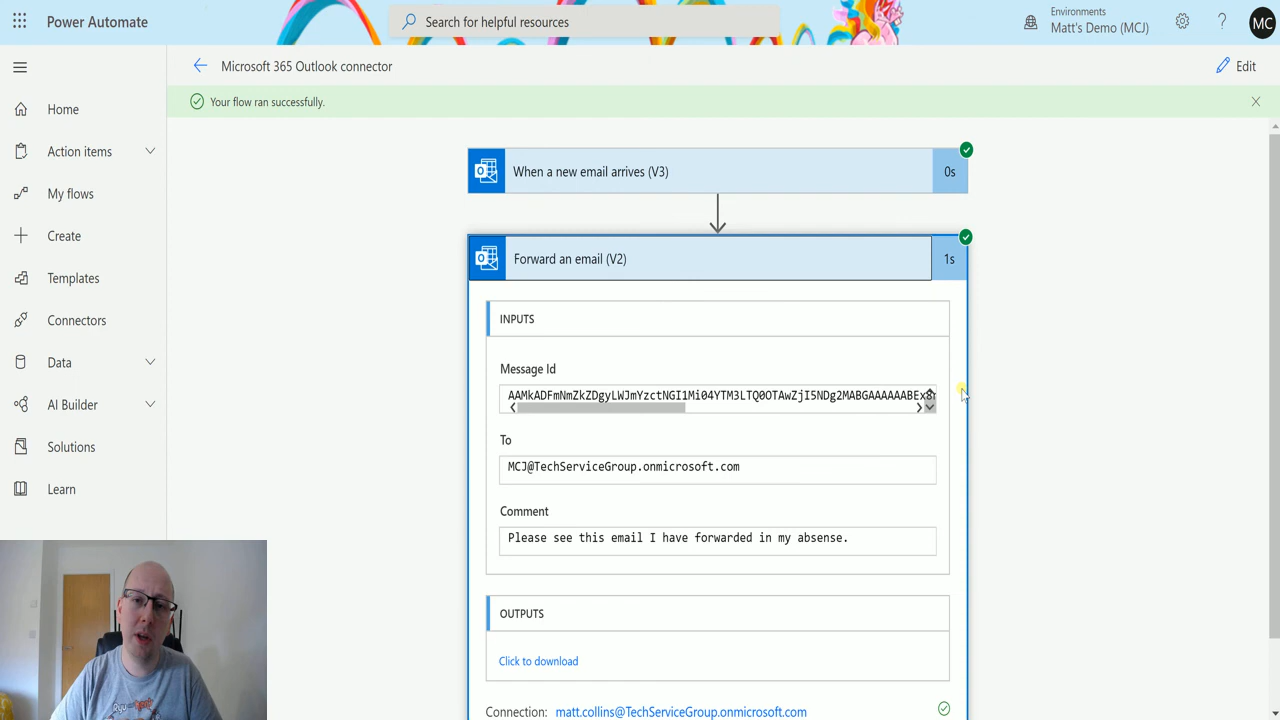 Power Automate
Search for helpful resources
Environments
Matt's Demo (MCJ)
MC
Microsoft 365 Outlook connector
Edit
Your flow ran successfully.
Home
Action items
My flows
Create
Templates
Connectors
Data
AI Builder
Solutions
Learn
When a new email arrives (V3)
0s
Forward an email (V2)
1s
INPUTS
Message Id
AAMkADFmNmZkZDgyLWJmYzctNGI1Mi04YTM3LTQ0OTAwZjI5NDg2MABGAAAAAABEx8
To
MCJ@TechServiceGroup.onmicrosoft.com
Comment
Please see this email I have forwarded in my absense.
OUTPUTS
Click to download
Connection: matt.collins@TechServiceGroup.onmicrosoft.com